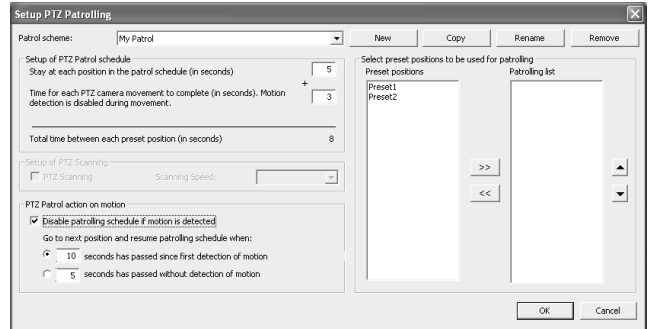 Setup PTZ Patrolling
Patrol scheme:
My Patrol
New
Copy
Rename
Remove
Setup of PTZ Patrol schedule
Stay at each position in the patrol schedule (in seconds)
5
+
Time for each PTZ camera movement to complete (in seconds). Motion
detection is disabled during movement.
3
Total time between each preset position (in seconds)
8
Setup of PTZ Scanning
PTZ Scanning
Scanning Speed:
PTZ Patrol action on motion
Disable patrolling schedule if motion is detected
Go to next position and resume patrolling schedule when:
10 seconds has passed since first detection of motion
5 seconds has passed without detection of motion
Select preset positions to be used for patrolling
Preset positions
Patrolling list
Preset1
Preset2
>>
<<
OK
Cancel